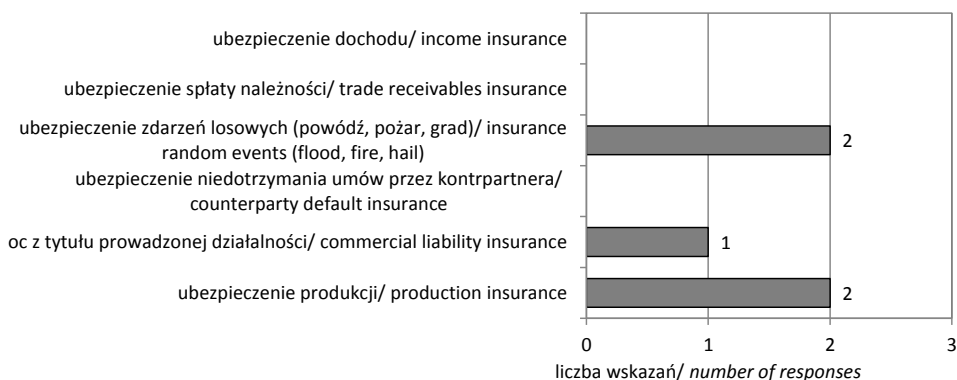 ubezpieczenie dochodu/ income insurance
ubezpieczenie spłaty należności/ trade receivables insurance
ubezpieczenie zdarzeń losowych (powódź, pożar, grad)/ insurance
random events (flood, fire, hail)
2
ubezpieczenie niedotrzymania umów przez kontrpartnera/
counterparty default insurance
oc z tytułu prowadzonej działalności/ commercial liability insurance
1
ubezpieczenie produkcji/ production insurance
2
0 1 2 3
liczba wskazań/ number of responses